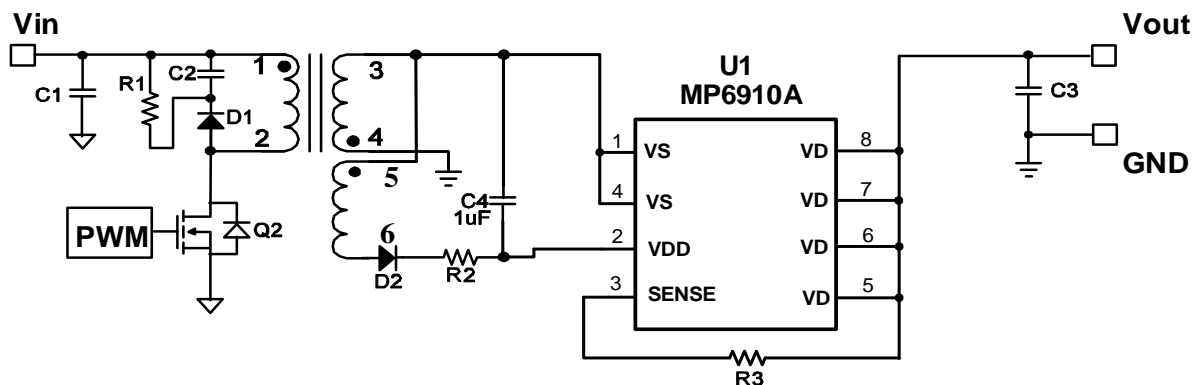 Vin
Vout
U1
MP6910A
C1
R1
C2
D1
1
2
3
4
5
6
C4
1uF
D2
R2
PWM
Q2
1 VS VD 8
4 VS VD 7
2 VDD VD 6
3 SENSE VD 5
R3
C3
GND